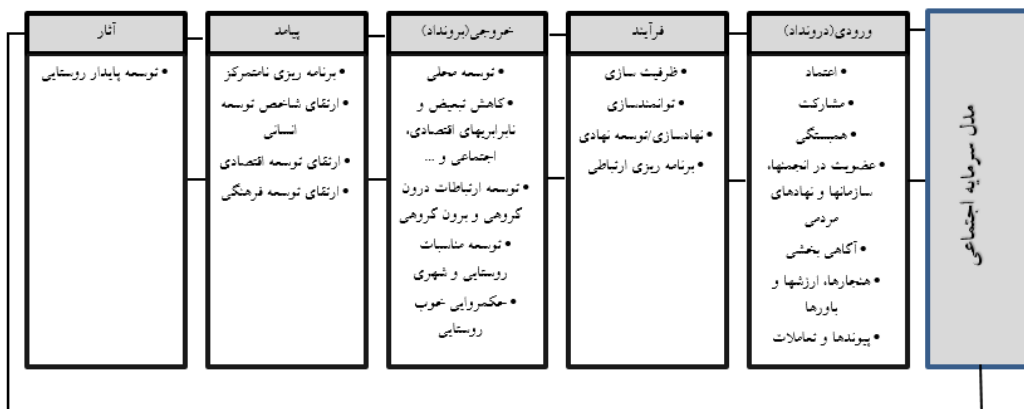 مدل سرمایه اجتماعی
ورودی(درونداد)
• اعتماد
• مشارکت
• همبستگی
• عضویت در انجمنها،
سازمانها و نهادهای
مردمی
• آگاهی بخشی
• هنجارها، ارزشها و
باورها
• پیوندها و تعاملات
فرآیند
• ظرفیت سازی
• توانمندسازی
• نهادسازی/توسعه نهادی
• برنامه ریزی ارتباطی
خروجی(برونداد)
• توسعه محلی
• کاهش تبعیض و
نابرابریهای اقتصادی،
اجتماعی و ...
• توسعه ارتباطات درون
گروهی و برون گروهی
• توسعه مناسبات
روستایی و شهری
• حکمروایی خوب
روستایی
پیامد
• برنامه ریزی نامتمرکز
• ارتقای شاخص توسعه
انسانی
• ارتقای توسعه اقتصادی
• ارتقای توسعه فرهنگی
آثار
• توسعه پایدار روستایی